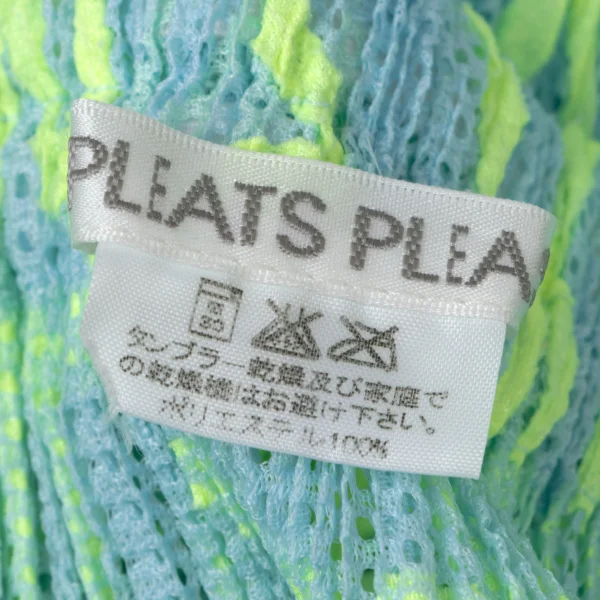 PLEATS PLEA
タンブラー乾燥及び家庭で
の乾燥機はお避け下さい。
ポリエステル100%